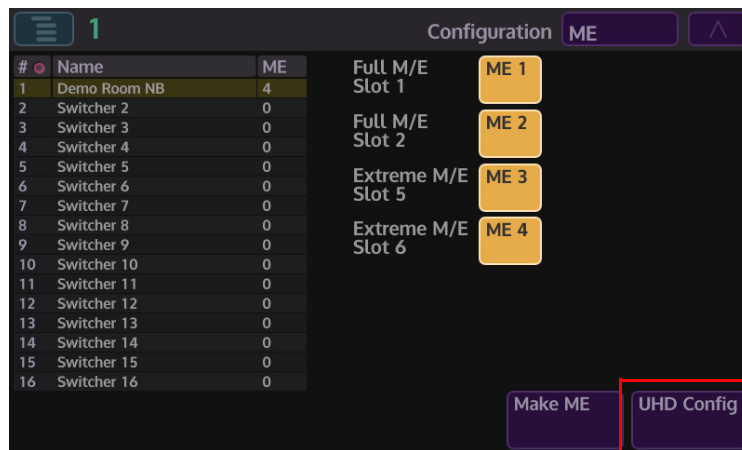 1
Configuration ME
# Name ME
1 Demo Room NB 4
2 Switcher 2 0
3 Switcher 3 0
4 Switcher 4 0
5 Switcher 5 0
6 Switcher 6 0
7 Switcher 7 0
8 Switcher 8 0
9 Switcher 9 0
10 Switcher 10 0
11 Switcher 11 0
12 Switcher 12 0
13 Switcher 13 0
14 Switcher 14 0
15 Switcher 15 0
16 Switcher 16 0
Full M/E ME 1
Slot 1
Full M/E ME 2
Slot 2
Extreme M/E ME 3
Slot 5
Extreme M/E ME 4
Slot 6
Make ME UHD Config